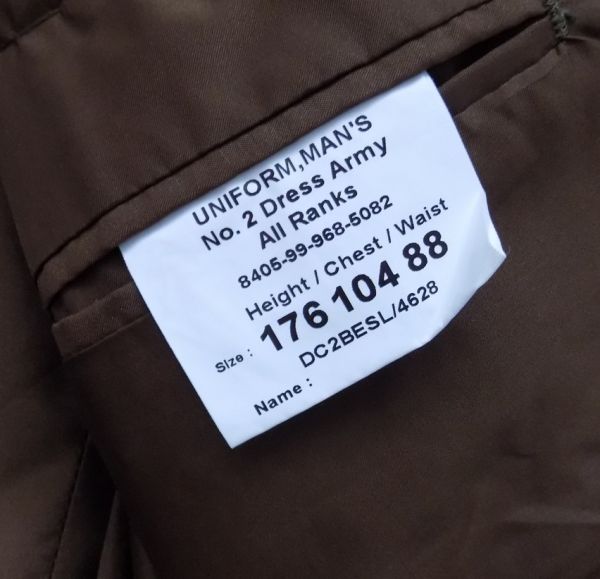 UNIFORM,MAN'S
No. 2 Dress Army
All Ranks
8405-99-968-5082
Height / Chest / Waist
Size : 176 104 88
DC2BESL/4628
Name :